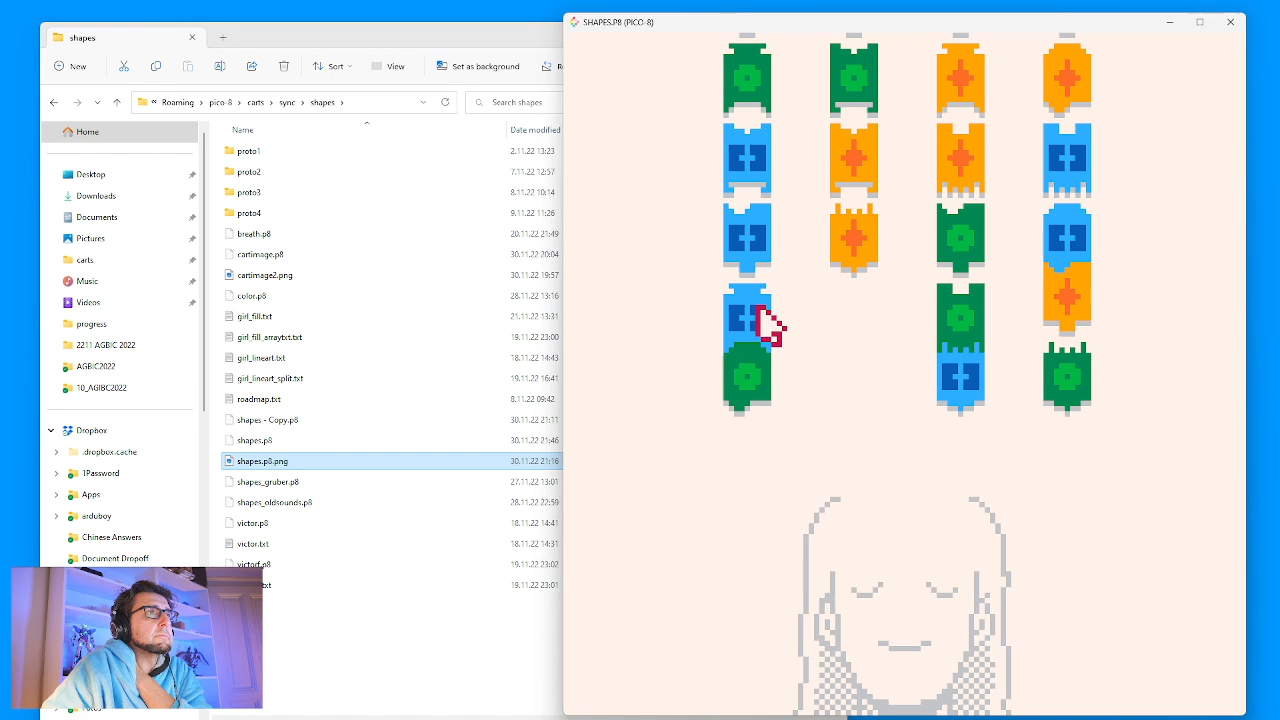 shapes
SHAPES.P8 (PICO-8)
New
Sort
View
Set as background
Roaming
pico-8
carts
sync
shapes
Search shapes
Home
Desktop
Downloads
Documents
Pictures
carts
Music
Videos
progress
2211 AGBIC 2022
AGBIC2022
10_AGBIC2022
Dropbox
.dropbox.cache
1Password
Apps
arduboy
Chinese Answers
Document Dropoff
Name Date modified
proto1 2.11.22 13:23
proto2 7.11.22 12:57
proto3 8.11.22 10:14
proto4 9.11.22 11:26
breath.p8 20.11.22 21:49
cartimage.p8 30.11.22 20:04
cartimage2.png 30.11.22 19:57
color.p8 28.11.22 13:16
girl_fill.txt 21.11.22 13:31
girl_fill_arraytxt.txt 19.11.22 23:00
girl_lineart.txt 18.11.22 14:43
girl_lineart_split.txt 19.11.22 16:41
roadmap.txt 8.11.22 09:42
shapes - Copy.p8 30.11.22 21:11
shapes.p8 30.11.22 21:46
shapes.p8.png 30.11.22 21:16
shapes_gruber.p8 27.11.22 13:01
shapes_oldsounds.p8 28.11.22 22:59
victor.p8 18.11.22 14:41
victor.txt 18.11.22 14:31
victorf.p8 19.11.22 23:02
.txt 19.11.22 23:01